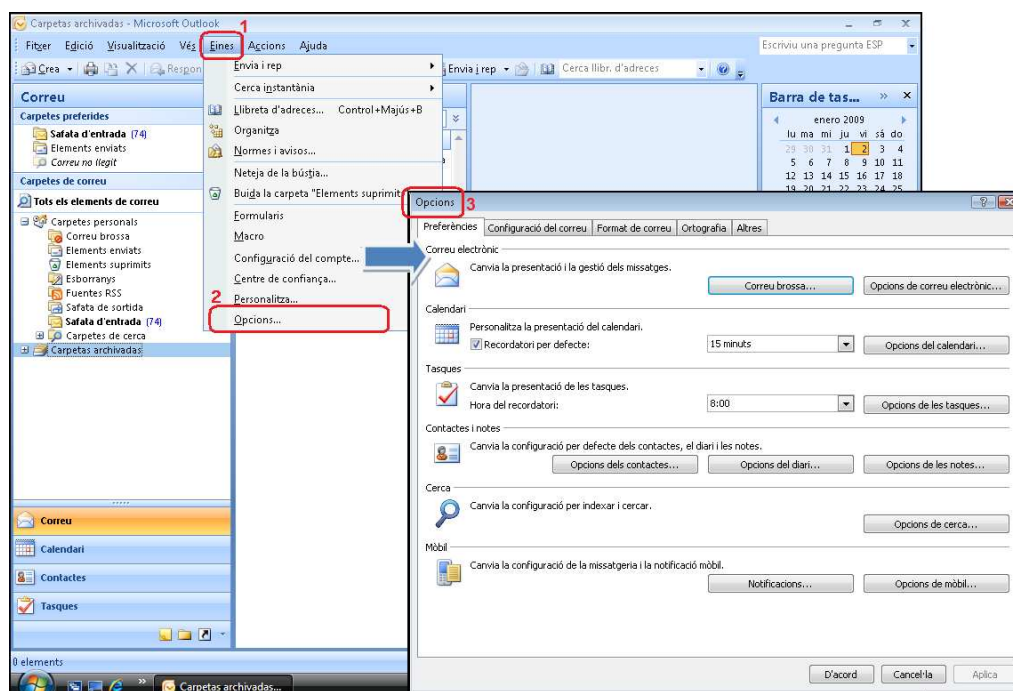 Carpetas archivadas - Microsoft Outlook
1
Fitxer Edició Visualització Vés Eines Accions Ajuda
Escriviu una pregunta ESP
Crea Respon
Envia i rep Cerca llibr. d'adreces
Correu
Carpetes preferides
Safata d'entrada (74)
Elements enviats
Correu no llegit
Carpetes de correu
Tots els elements de correu
Carpetes personals
Correu brossa
Elements enviats
Elements suprimits
Esborranys
Fuentes RSS
Safata de sortida
Safata d'entrada (74)
Carpetes de cerca
Carpetas archivadas
Correu
Calendari
Contactes
Tasques
0 elements
Carpetas archivadas...
Envia i rep
Cerca instantània
Llibreta d'adreces... Control+Majús+B
Organitza
Normes i avisos...
Neteja de la bústia...
Buida la carpeta "Elements suprimit
Formularis
Macro
Configuració del compte...
Centre de confiança...
Personalitza...
2
Opcions...
Barra de tas... » ×
enero 2009
lu ma mi ju vi sá do
29 30 31 1 2 3 4
5 6 7 8 9 10 11
12 13 14 15 16 17 18
19 20 21 22 23 24 25
Opcions 3
Preferències Configuració del correu Format de correu Ortografia Altres
Correu electrònic
Canvia la presentació i la gestió dels missatges.
Correu brossa... Opcions de correu electrònic...
Calendari
Personalitza la presentació del calendari.
Recordatori per defecte: 15 minuts Opcions del calendari...
Tasques
Canvia la presentació de les tasques.
Hora del recordatori: 8:00 Opcions de les tasques...
Contactes i notes
Canvia la configuració per defecte dels contactes, el diari i les notes.
Opcions dels contactes... Opcions del diari... Opcions de les notes...
Cerca
Canvia la configuració per indexar i cercar.
Opcions de cerca...
Mòbil
Canvia la configuració de la missatgeria i la notificació mòbil.
Notificacions... Opcions de mòbil...
D'acord Cancel·la Aplica